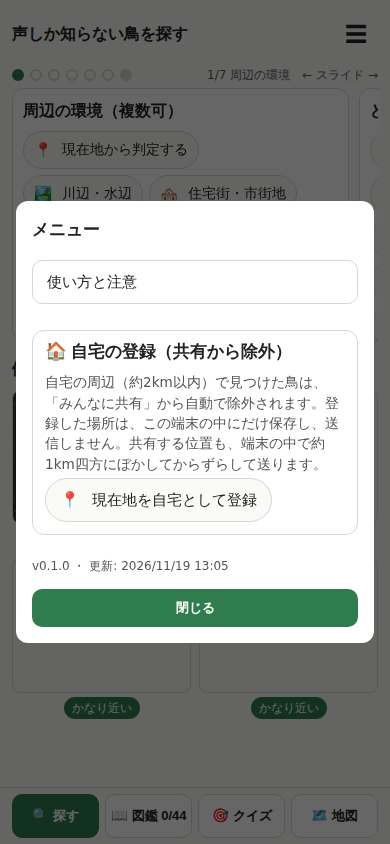 声しか知らない鳥を探す
1/7 周辺の環境 ← スライド →
周辺の環境（複数可）
現在地から判定する
川辺・水辺 住宅街・市街地
メニュー
使い方と注意
自宅の登録（共有から除外）
自宅の周辺（約2km以内）で見つけた鳥は、
「みんなに共有」から自動で除外されます。登
録した場所は、この端末の中にだけ保存し、送
信しません。共有する位置も、端末の中で約
1km四方にぼかしてからずらして送ります。
現在地を自宅として登録
v0.1.0 ・ 更新: 2026/11/19 13:05
閉じる
かなり近い かなり近い
探す 図鑑 0/44 クイズ 地図